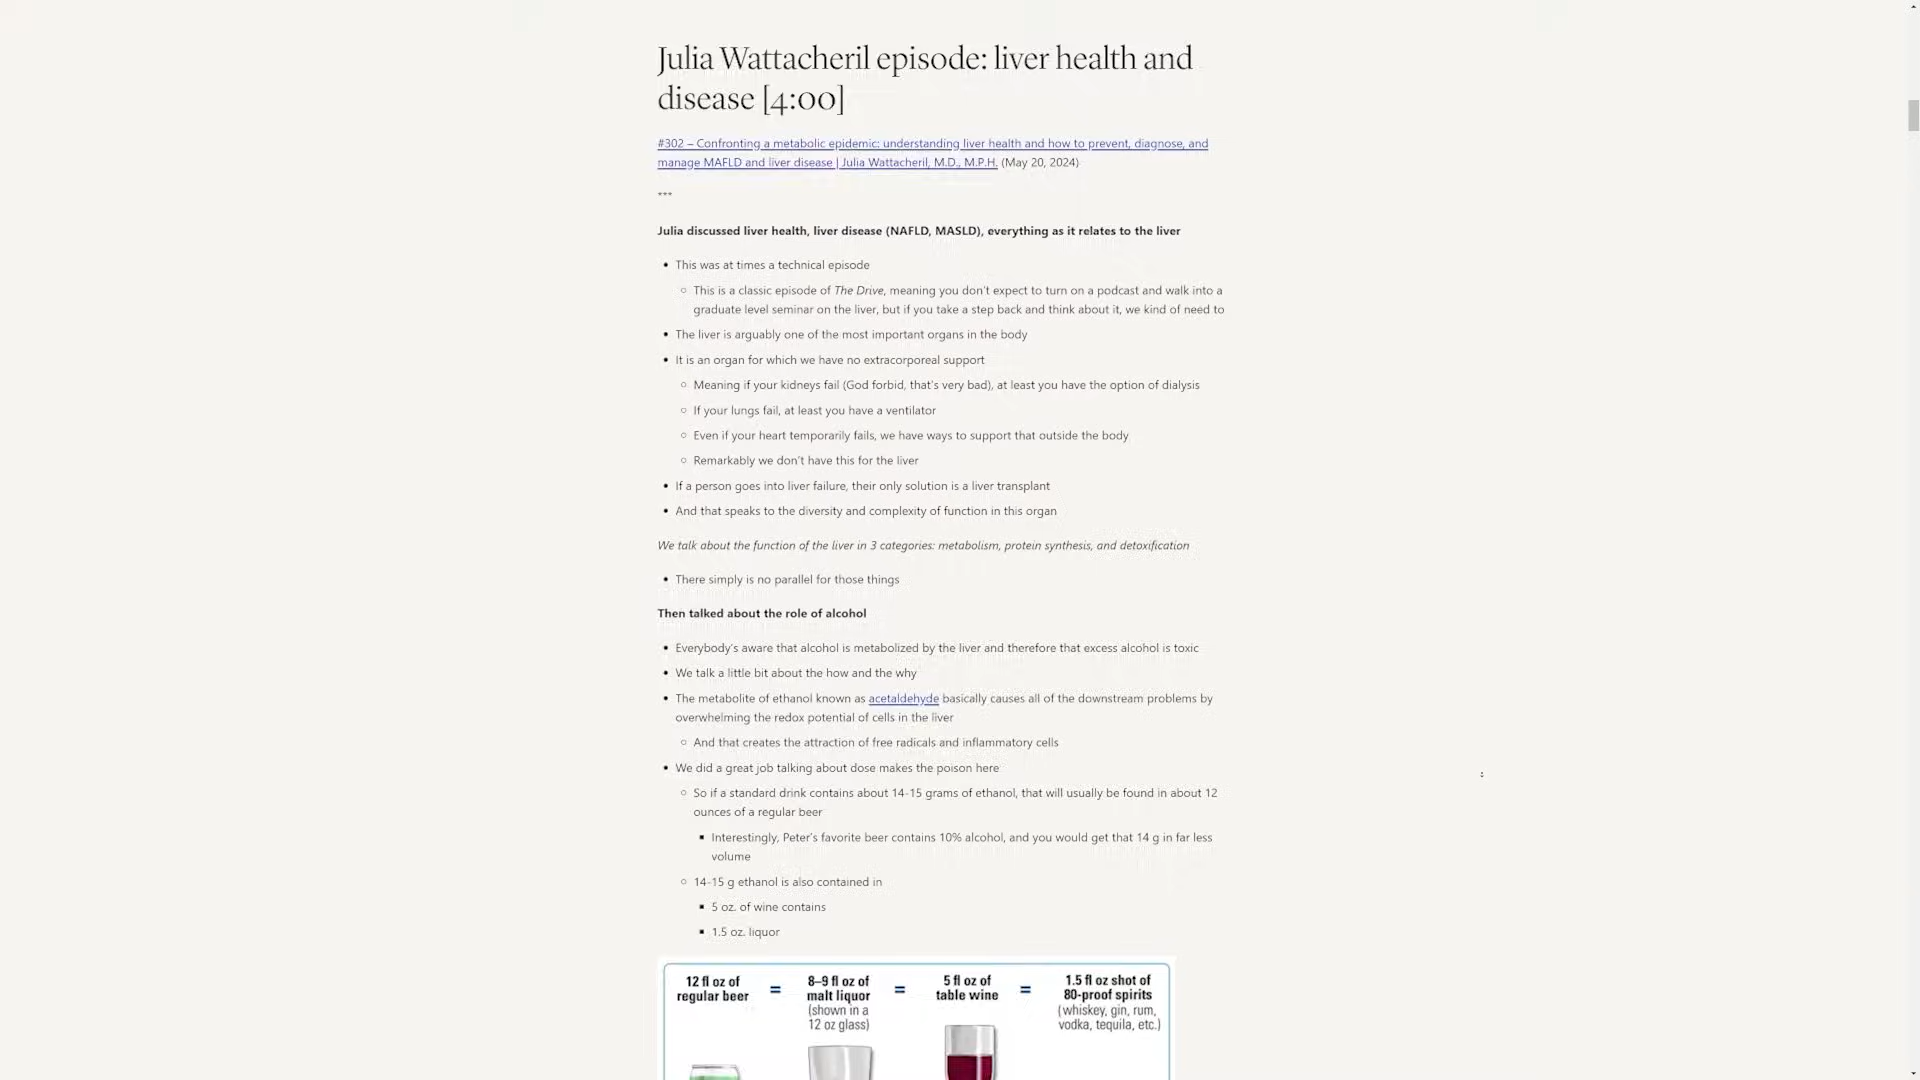 Julia Wattacheril episode: liver health and
disease [4:00]
#302 – Confronting a metabolic epidemic: understanding liver health and how to prevent, diagnose, and
manage MAFLD and liver disease | Julia Wattacheril, M.D., M.P.H. (May 20, 2024)
***
Julia discussed liver health, liver disease (NAFLD, MASLD), everything as it relates to the liver
• This was at times a technical episode
○ This is a classic episode of The Drive, meaning you don't expect to turn on a podcast and walk into a
graduate level seminar on the liver, but if you take a step back and think about it, we kind of need to
• The liver is arguably one of the most important organs in the body
• It is an organ for which we have no extracorporeal support
○ Meaning if your kidneys fail (God forbid, that's very bad), at least you have the option of dialysis
○ If your lungs fail, at least you have a ventilator
○ Even if your heart temporarily fails, we have ways to support that outside the body
○ Remarkably we don't have this for the liver
• If a person goes into liver failure, their only solution is a liver transplant
• And that speaks to the diversity and complexity of function in this organ
We talk about the function of the liver in 3 categories: metabolism, protein synthesis, and detoxification
• There simply is no parallel for those things
Then talked about the role of alcohol
• Everybody's aware that alcohol is metabolized by the liver and therefore that excess alcohol is toxic
• We talk a little bit about the how and the why
• The metabolite of ethanol known as acetaldehyde basically causes all of the downstream problems by
overwhelming the redox potential of cells in the liver
○ And that creates the attraction of free radicals and inflammatory cells
• We did a great job talking about dose makes the poison here
○ So if a standard drink contains about 14-15 grams of ethanol, that will usually be found in about 12
ounces of a regular beer
▪ Interestingly, Peter's favorite beer contains 10% alcohol, and you would get that 14 g in far less
volume
○ 14-15 g ethanol is also contained in
▪ 5 oz. of wine contains
▪ 1.5 oz. liquor
12 fl oz of
regular beer
=
8–9 fl oz of
malt liquor
(shown in a
12 oz glass)
=
5 fl oz of
table wine
=
1.5 fl oz shot of
80-proof spirits
(whiskey, gin, rum,
vodka, tequila, etc.)